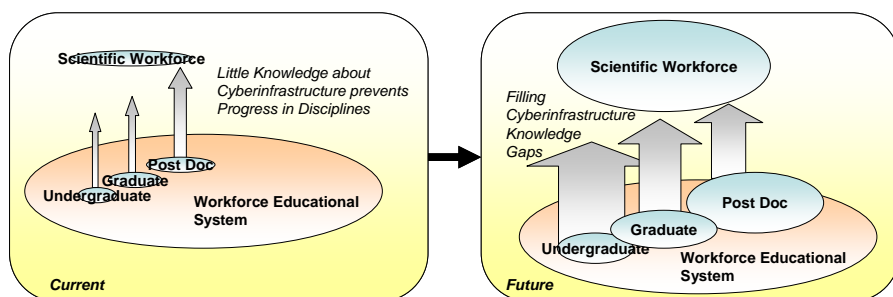 Scientific Workforce
Little Knowledge about
Cyberinfrastructure prevents
Progress in Disciplines
Post Doc
Graduate
Undergraduate
Workforce Educational
System
Current
Scientific Workforce
Filling
Cyberinfrastructure
Knowledge
Gaps
Post Doc
Graduate
Undergraduate
Workforce Educational
System
Future